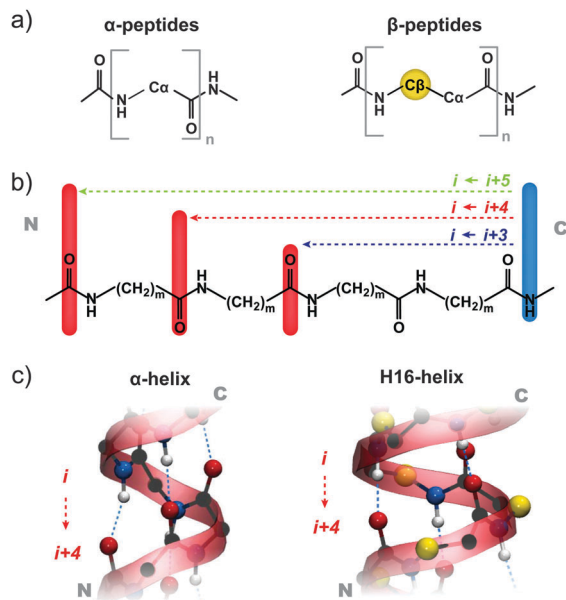 a)
α-peptides
β-peptides
O
N
H
Cα
O
H
N
n
O
N
H
Cβ
Cα
O
N
H
n
b)
i ← i+5
i ← i+4
i ← i+3
N
C
O
N
H
(CH2)m
O
H
N
(CH2)m
O
N
H
(CH2)m
O
H
N
(CH2)m
O
N
H
c)
α-helix
H16-helix
C
C
i
i+4
i
i+4
N
N